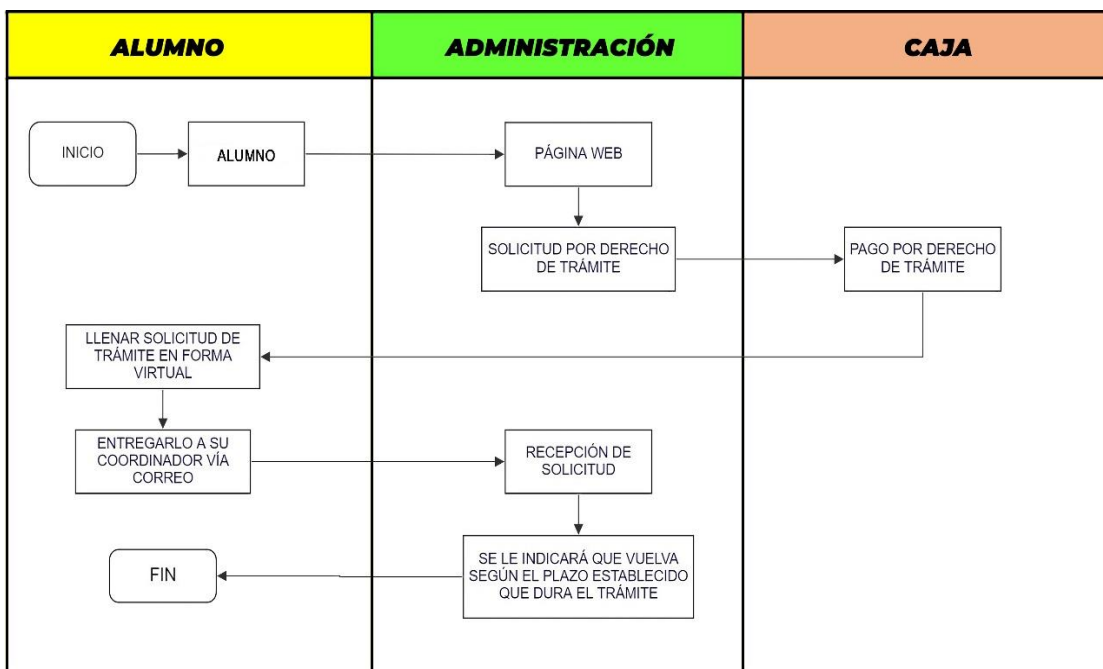 ALUMNO
ADMINISTRACIÓN
CAJA
INICIO
ALUMNO
PÁGINA WEB
SOLICITUD POR DERECHO
DE TRÁMITE
PAGO POR DERECHO
DE TRÁMITE
LLENAR SOLICITUD DE
TRÁMITE EN FORMA
VIRTUAL
ENTREGARLO A SU
COORDINADOR VÍA
CORREO
RECEPCIÓN DE
SOLICITUD
SE LE INDICARÁ QUE VUELVA
SEGÚN EL PLAZO ESTABLECIDO
QUE DURA EL TRÁMITE
FIN